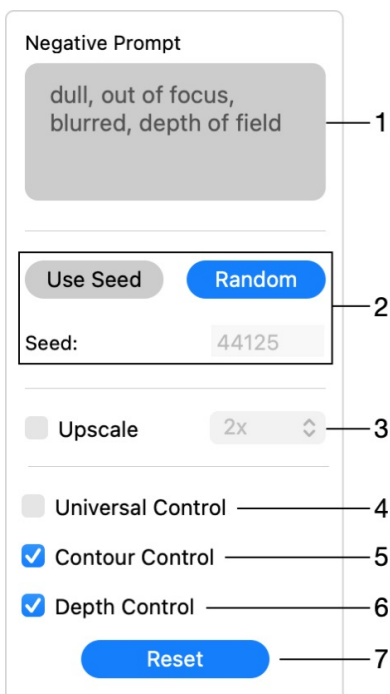 Negative Prompt
dull, out of focus,
blurred, depth of field
1
Use Seed Random
2
Seed: 44125
Upscale 2x 3
Universal Control 4
Contour Control 5
Depth Control 6
Reset 7